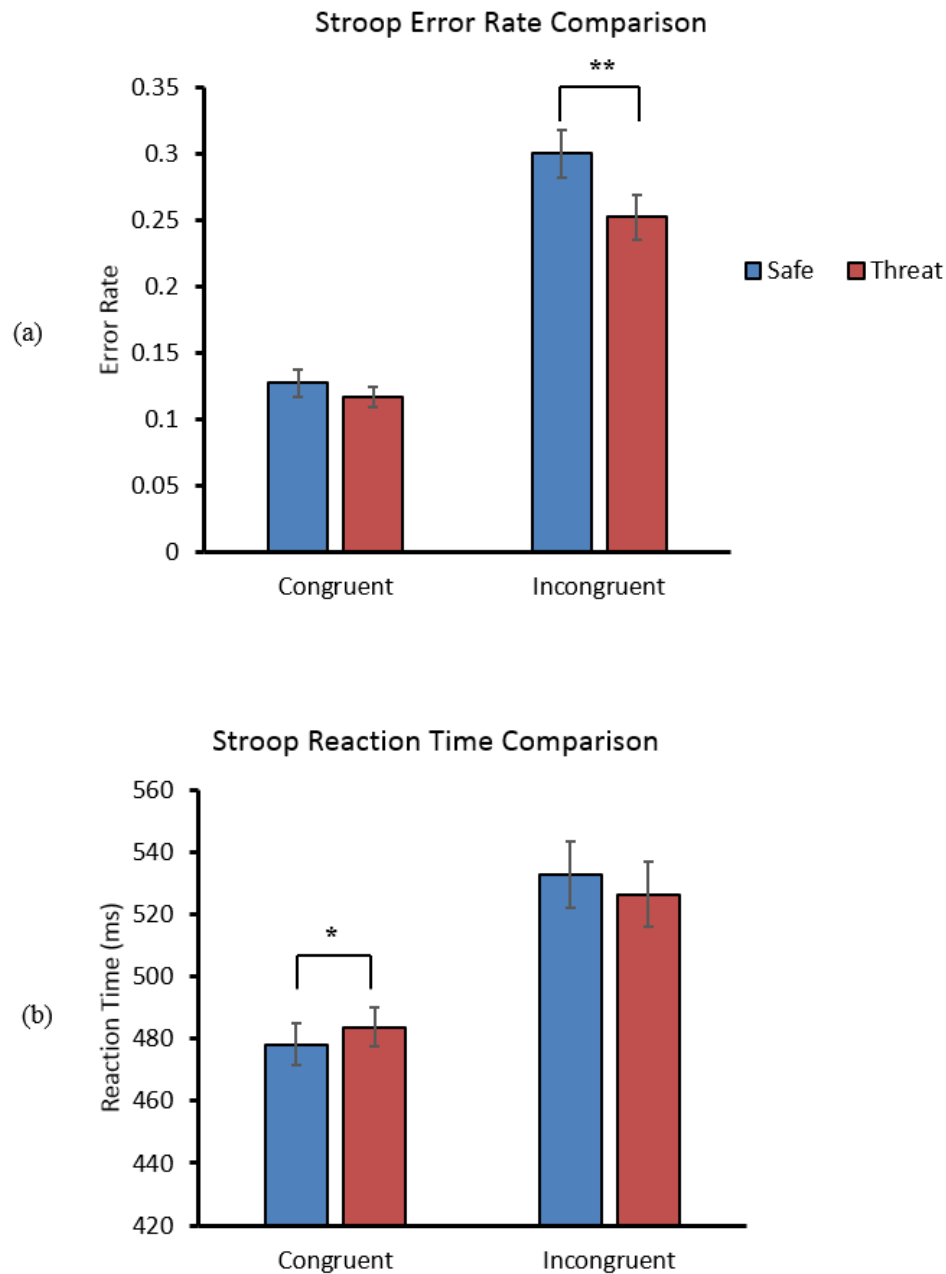 Stroop Error Rate Comparison
**
0.35
0.3
0.25
0.2
0.15
0.1
0.05
0
Error Rate
(a)
Safe
Threat
Congruent
Incongruent
Stroop Reaction Time Comparison
560
540
520
500
480
460
440
420
*
Reaction Time (ms)
(b)
Congruent
Incongruent